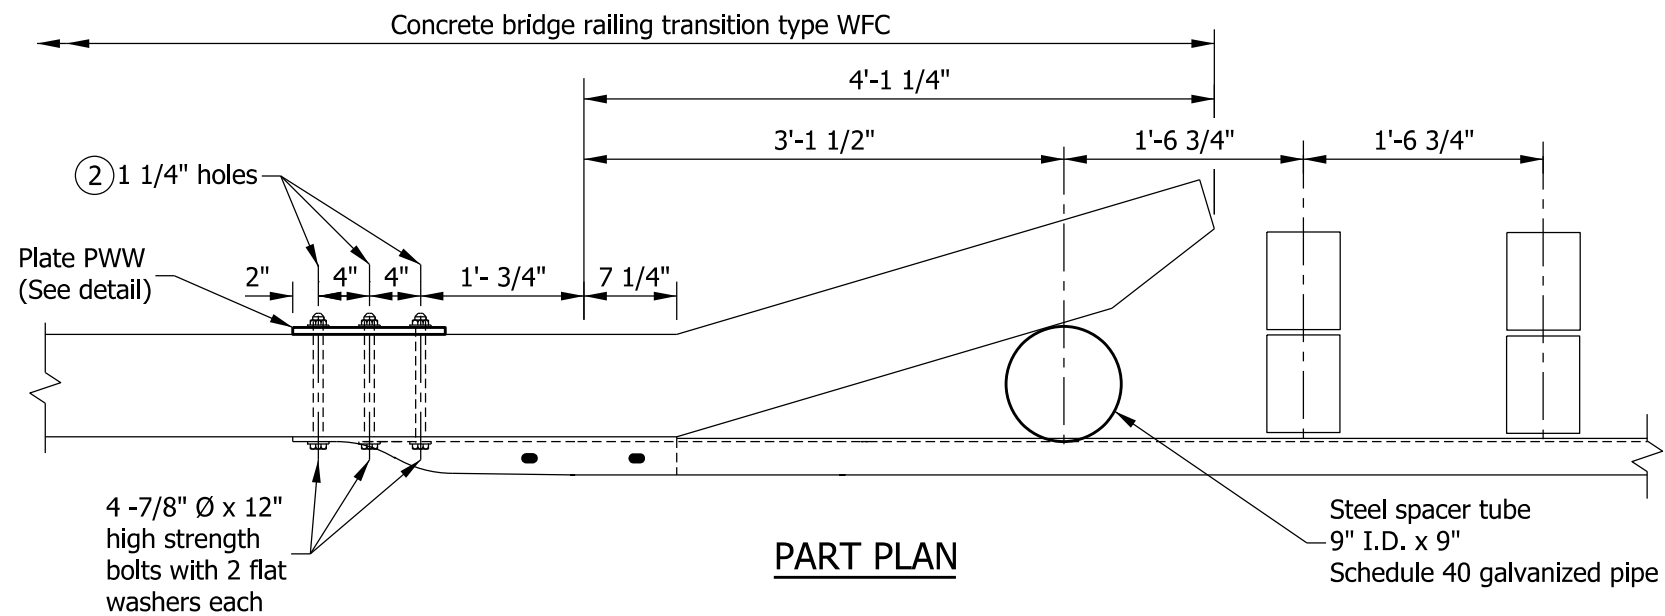 Concrete bridge railing transition type WFC
4'-1 1/4"
3'-1 1/2"
1'-6 3/4"
1'-6 3/4"
2 1 1/4" holes
Plate PWW
(See detail)
2"
4"
4"
1'- 3/4"
7 1/4"
4 -7/8" Ø x 12"
high strength
bolts with 2 flat
washers each
PART PLAN
Steel spacer tube
9" I.D. x 9"
Schedule 40 galvanized pipe